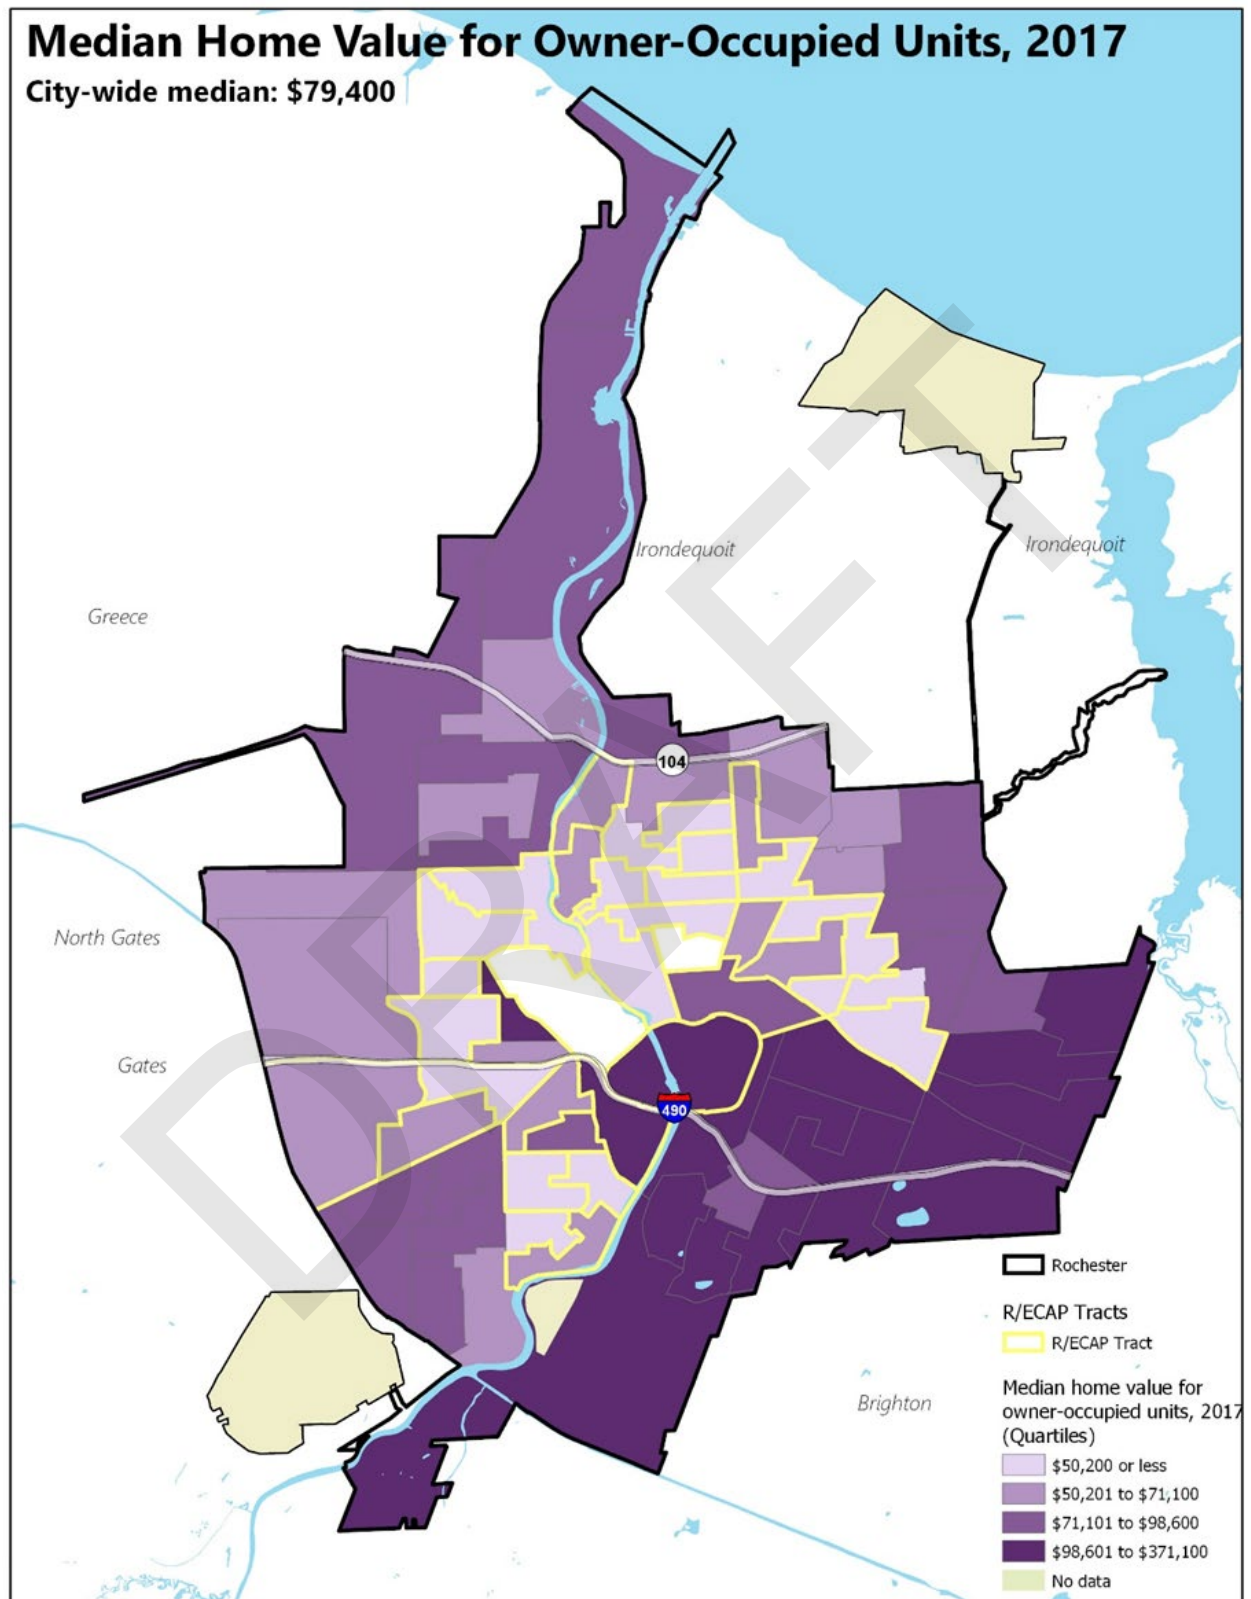 Median Home Value for Owner-Occupied Units, 2017
City-wide median: $79,400
Irondequoit
Irondequoit
Greece
104
North Gates
Gates
490
Brighton
DRAFT
Rochester
R/ECAP Tracts
R/ECAP Tract
Median home value for
owner-occupied units, 2017
(Quartiles)
$50,200 or less
$50,201 to $71,100
$71,101 to $98,600
$98,601 to $371,100
No data